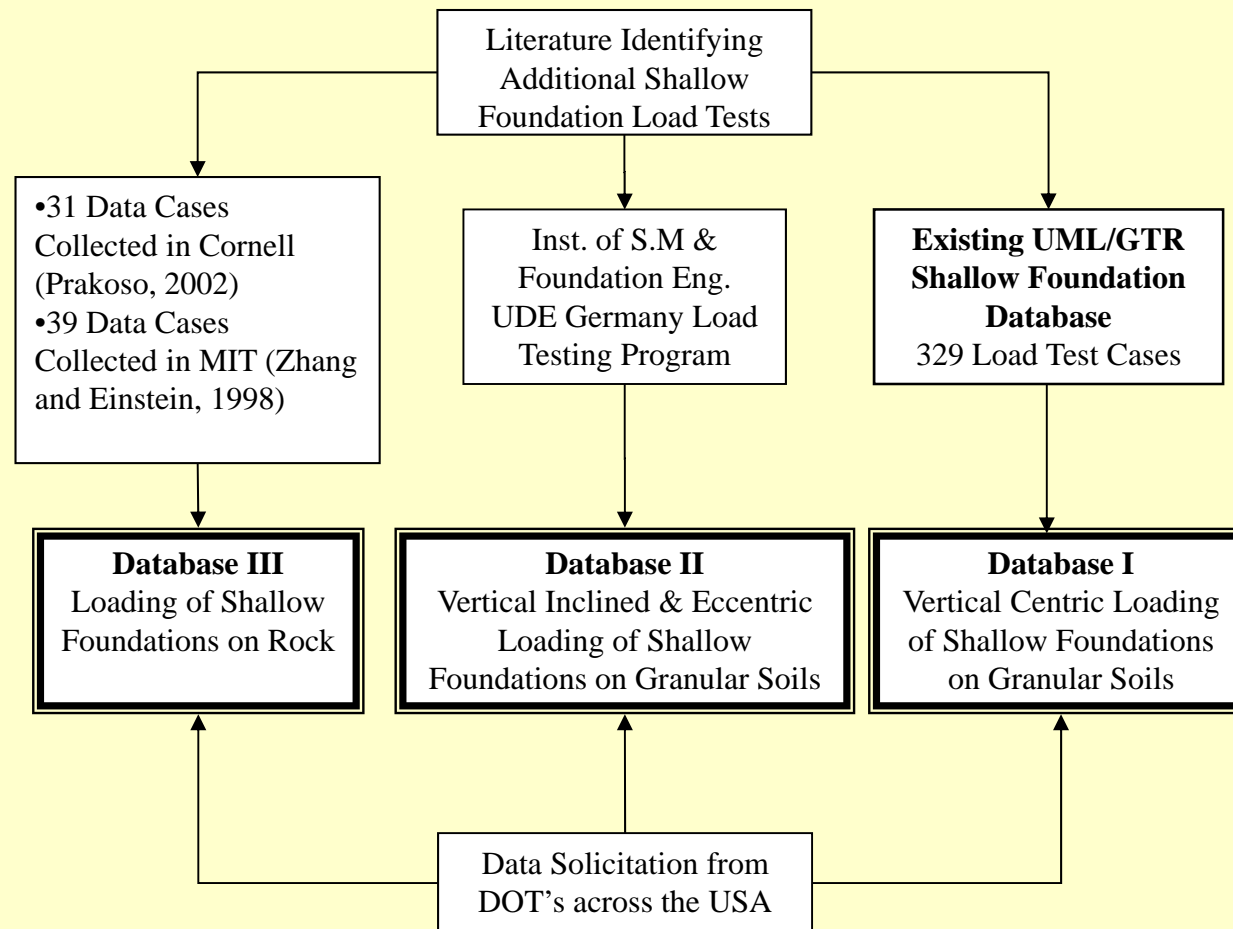 Literature Identifying
Additional Shallow
Foundation Load Tests
•31 Data Cases
Collected in Cornell
(Prakoso, 2002)
•39 Data Cases
Collected in MIT (Zhang
and Einstein, 1998)
Inst. of S.M &
Foundation Eng.
UDE Germany Load
Testing Program
Existing UML/GTR
Shallow Foundation
Database
329 Load Test Cases
Database III
Loading of Shallow
Foundations on Rock
Database II
Vertical Inclined & Eccentric
Loading of Shallow
Foundations on Granular Soils
Database I
Vertical Centric Loading
of Shallow Foundations
on Granular Soils
Data Solicitation from
DOT’s across the USA